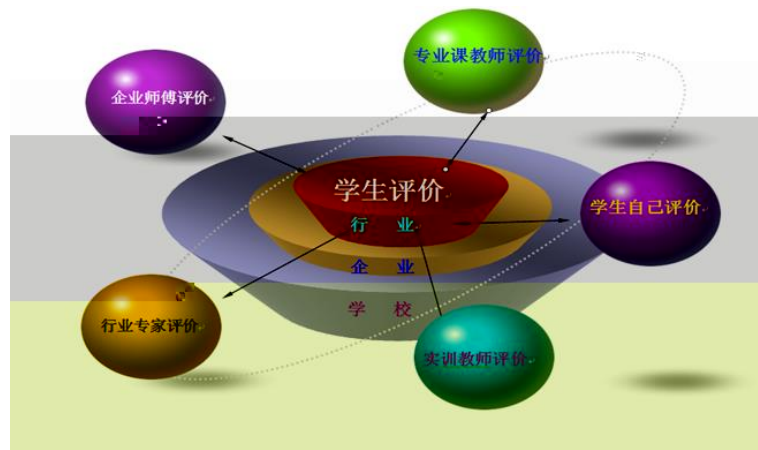 专业课教师评价
企业师傅评价
学生评价
学生自己评价
行 业
企 业
学 校
行业专家评价
实训教师评价